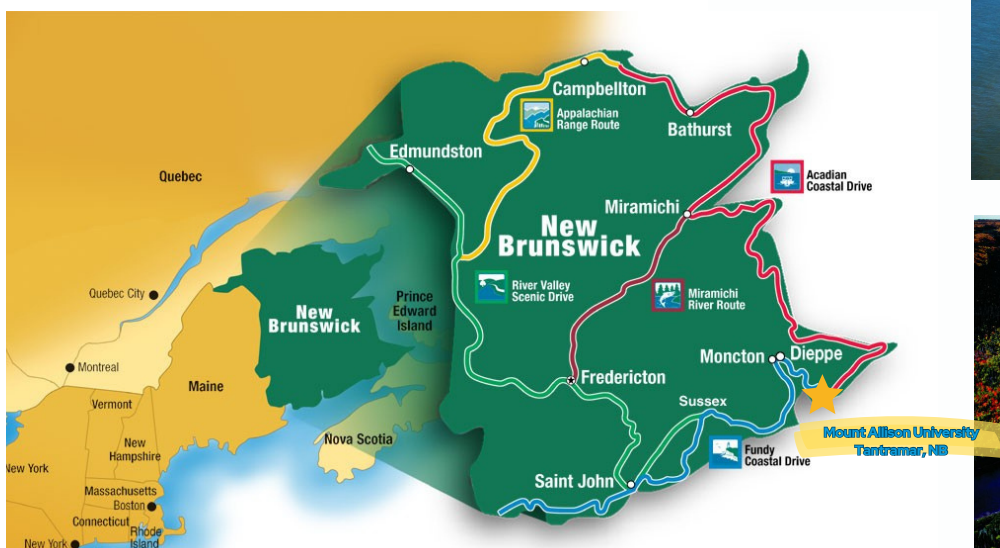 Quebec
Quebec City
Montreal
Vermont
Maine
New
Hampshire
New York
Massachusetts
Boston
Connecticut
Rhode
Island
New York
New
Brunswick
Prince
Edward
Island
Nova Scotia
Campbellton
Appalachian
Range Route
Bathurst
Edmundston
Acadian
Coastal Drive
Miramichi
New
Brunswick
River Valley
Scenic Drive
Miramichi
River Route
Moncton
Dieppe
Fredericton
Sussex
Mount Allison University
Tantramar, NB
Fundy
Coastal Drive
Saint John